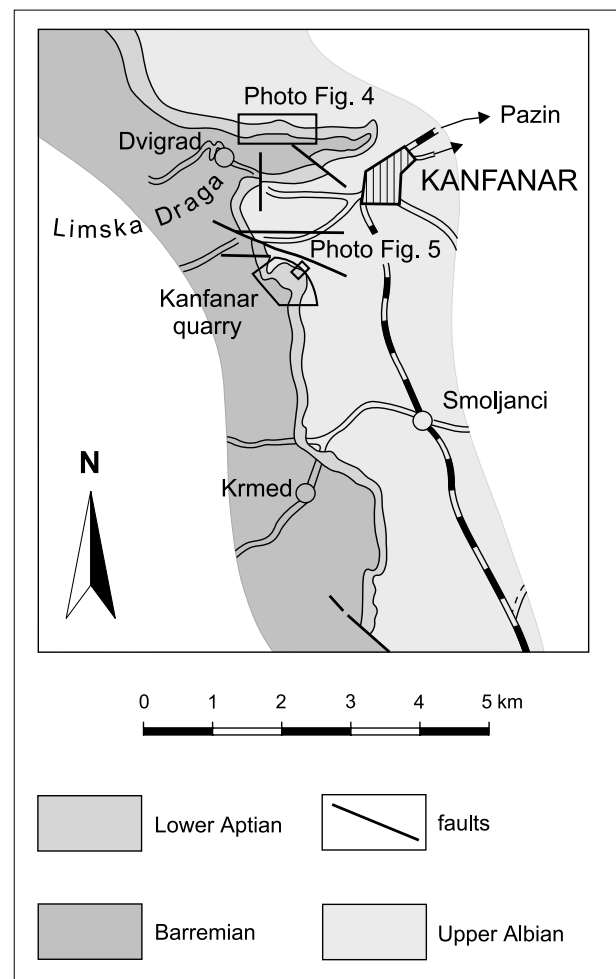 Photo Fig. 4
Pazin
Dvigrad
KANFANAR
Limska Draga
Photo Fig. 5
Kanfanar
quarry
Smoljanci
N
Krmed
0 1 2 3 4 5 km
Lower Aptian
faults
Barremian
Upper Albian